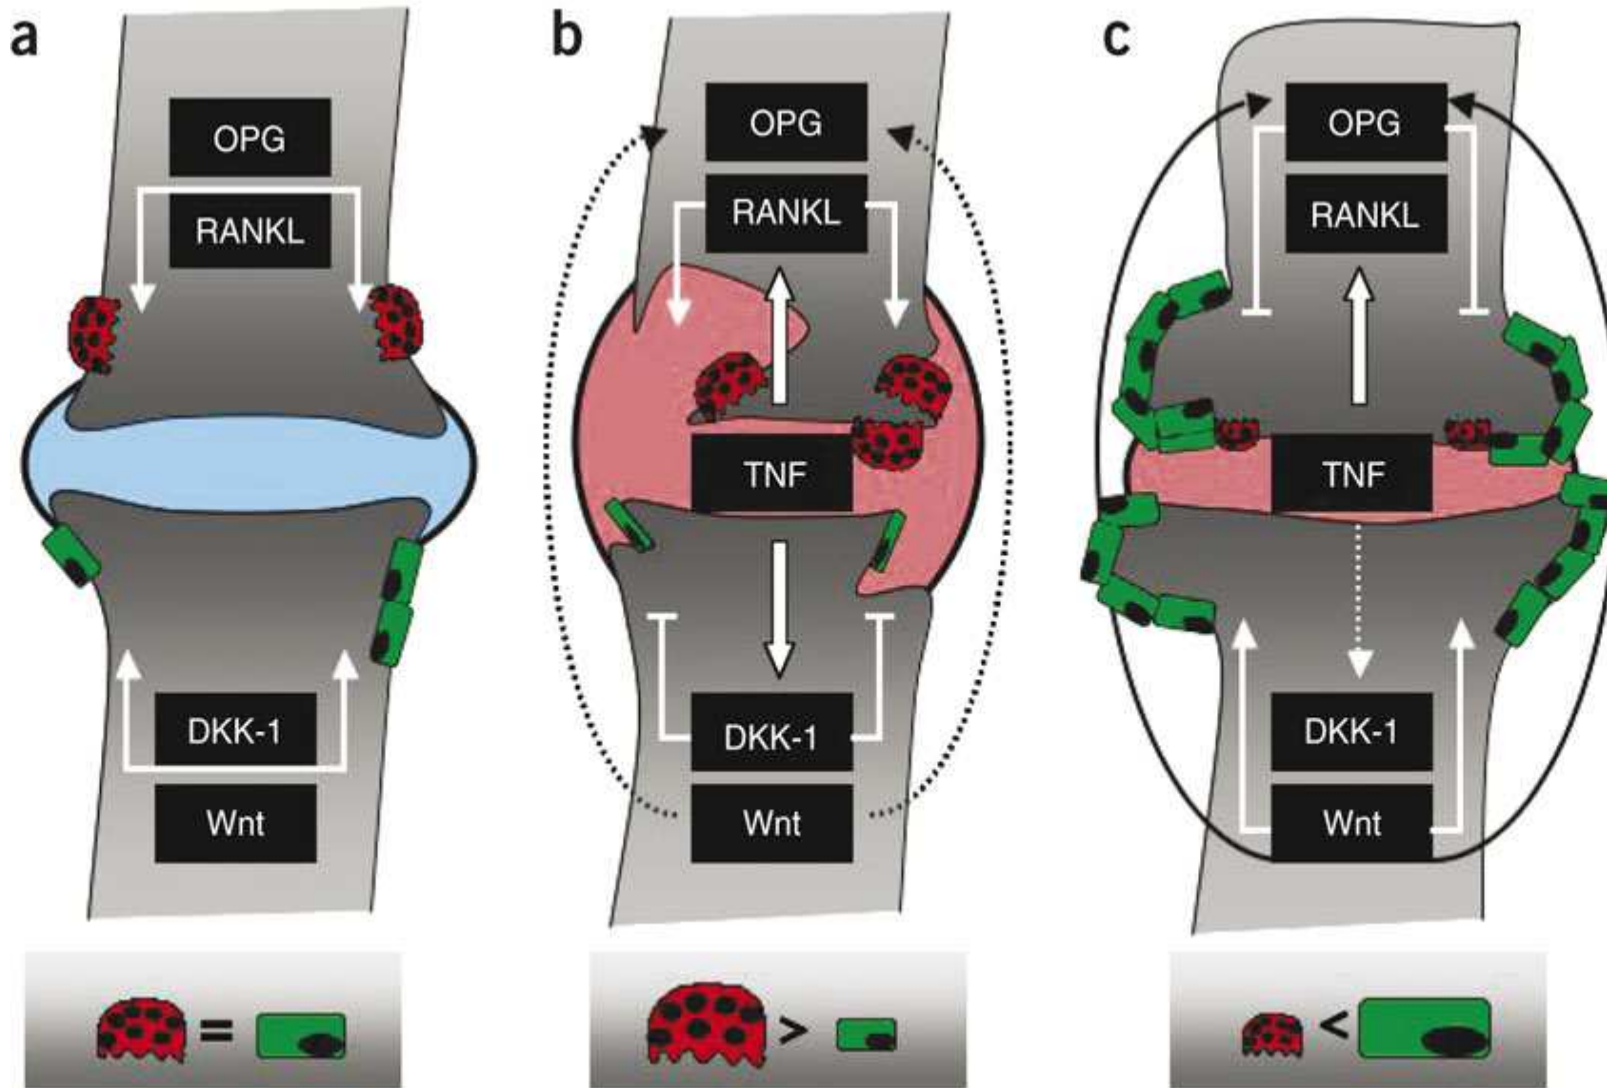 a
OPG
RANKL
DKK-1
Wnt
=
b
OPG
RANKL
TNF
DKK-1
Wnt
>
c
OPG
RANKL
TNF
DKK-1
Wnt
<